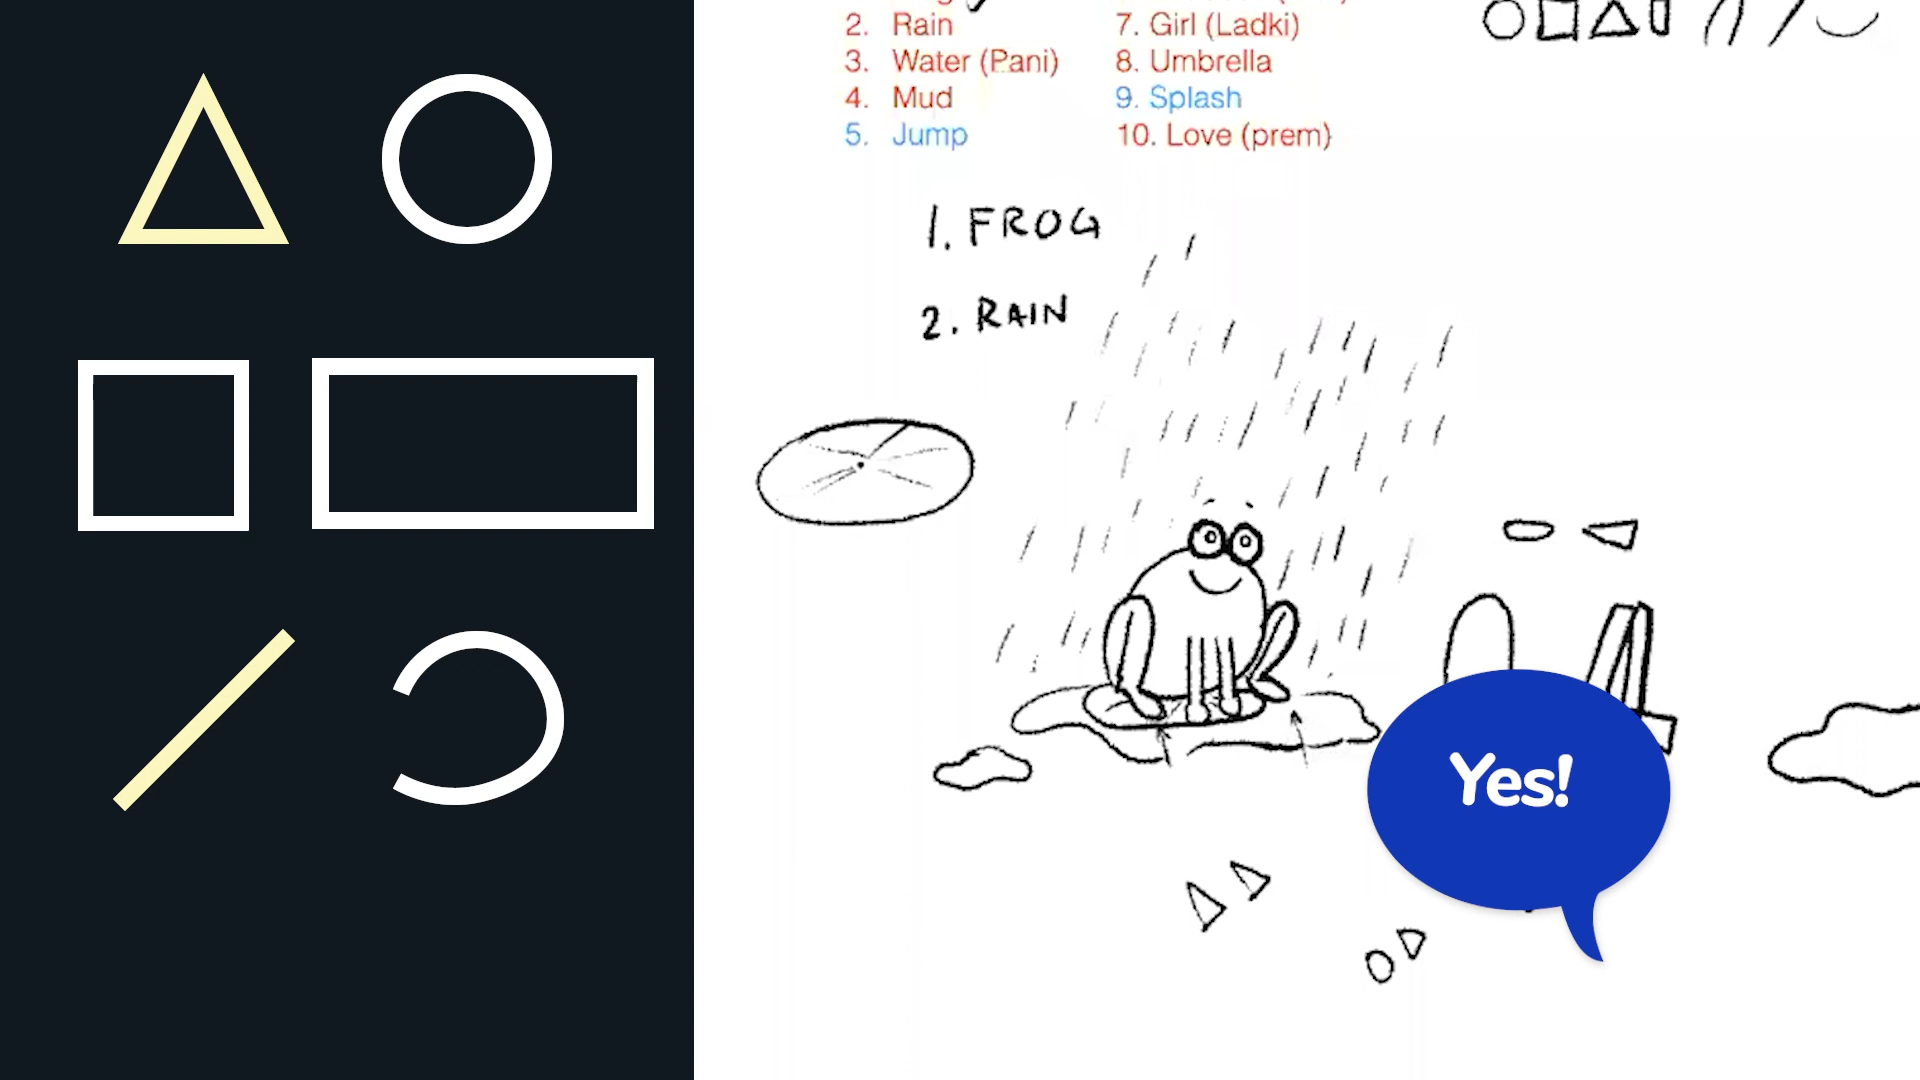 2. Rain
3. Water (Pani)
4. Mud
5. Jump
7. Girl (Ladki)
8. Umbrella
9. Splash
10. Love (prem)
1. FROG
2. RAIN
Yes!